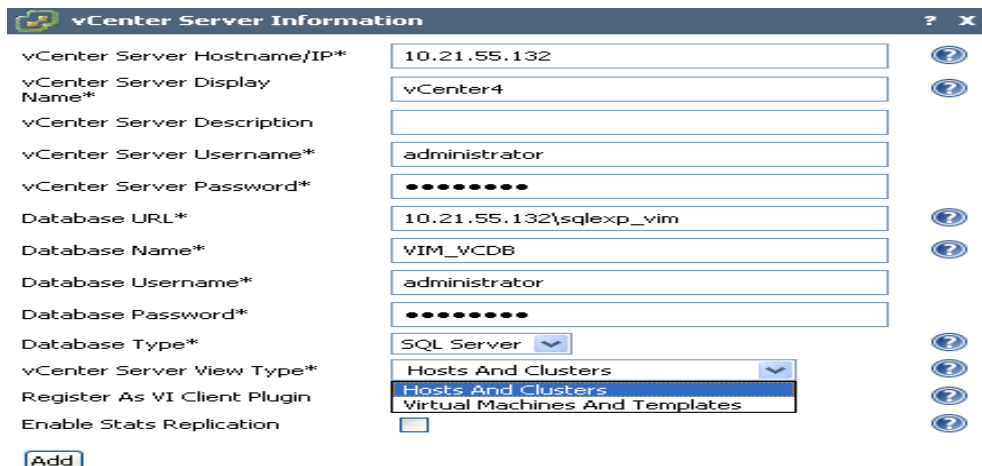 vCenter Server Information ? X
vCenter Server Hostname/IP* 10.21.55.132 ?
vCenter Server Display
Name* vCenter4 ?
vCenter Server Description
vCenter Server Username* administrator
vCenter Server Password* ●●●●●●●●
Database URL* 10.21.55.132\sqlexp_vim ?
Database Name* VIM_VCDB ?
Database Username* administrator
Database Password* ●●●●●●●●
Database Type* SQL Server ?
vCenter Server View Type* Hosts And Clusters ?
Hosts And Clusters
Register As VI Client Plugin Virtual Machines And Templates ?
Enable Stats Replication ?
Add